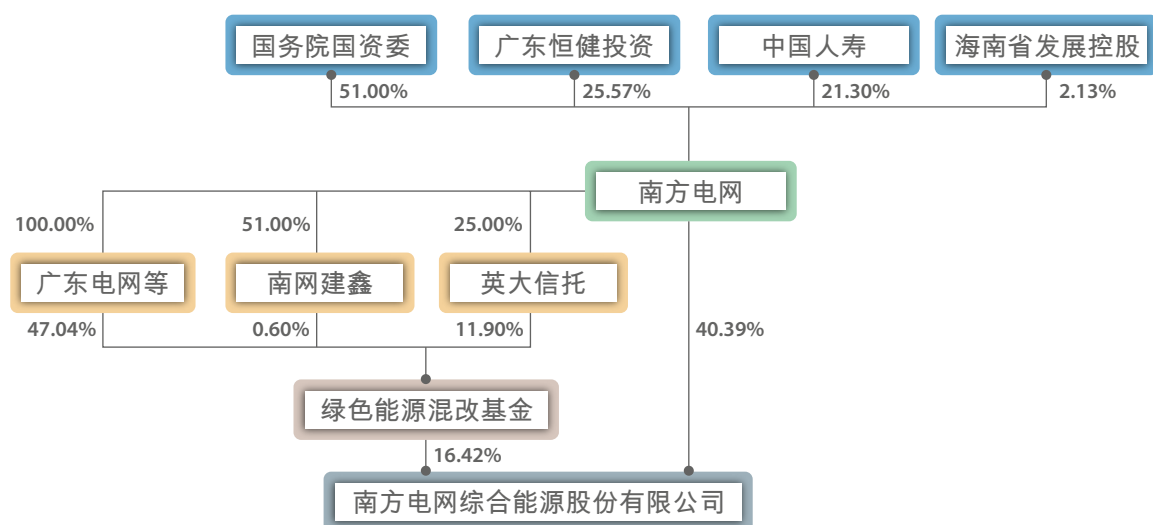 国务院国资委 广东恒健投资 中国人寿 海南省发展控股
51.00% 25.57% 21.30% 2.13%
南方电网
100.00% 51.00% 25.00%
广东电网等 南网建鑫 英大信托
47.04% 0.60% 11.90% 40.39%
绿色能源混改基金
16.42%
南方电网综合能源股份有限公司